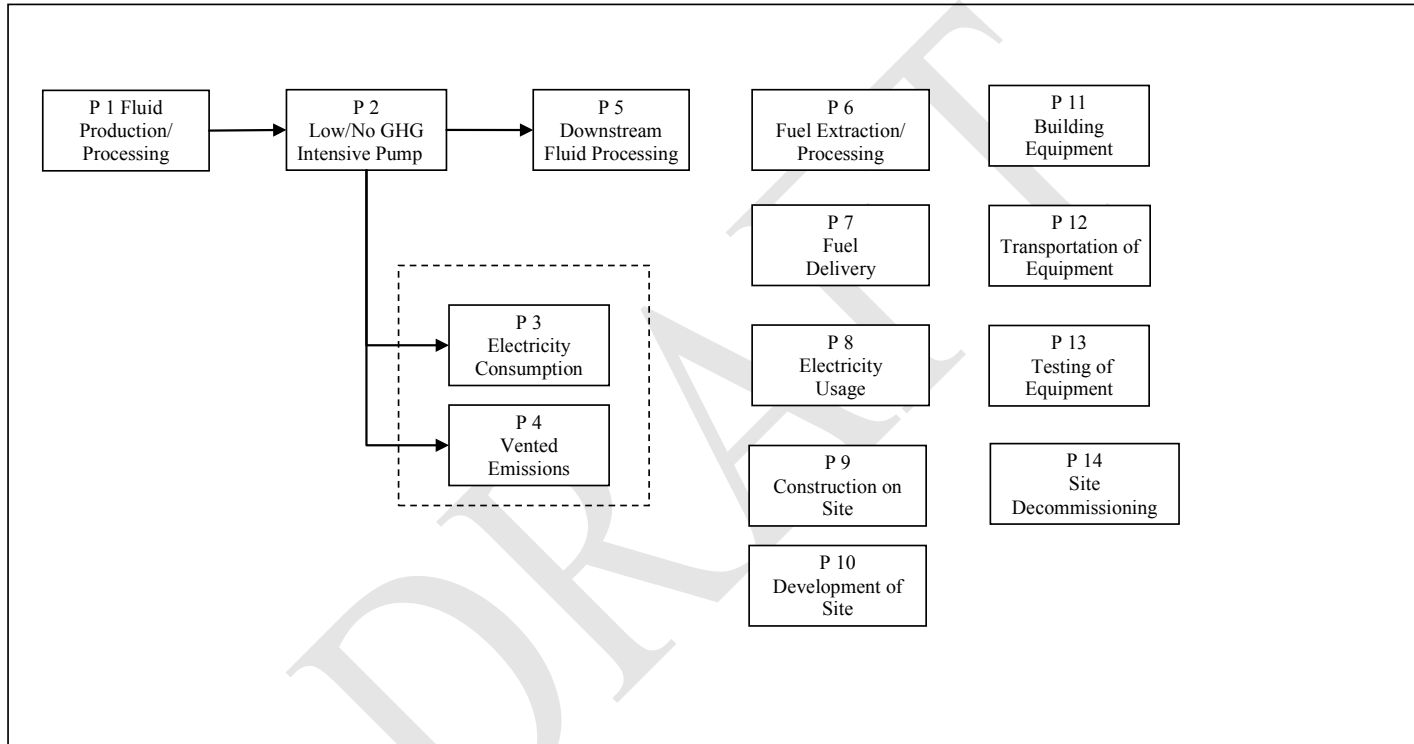 P 1 Fluid
Production/
Processing
P 2
Low/No GHG
Intensive Pump
P 5
Downstream
Fluid Processing
P 3
Electricity
Consumption
P 4
Vented
Emissions
P 6
Fuel Extraction/
Processing
P 7
Fuel
Delivery
P 8
Electricity
Usage
P 9
Construction on
Site
P 10
Development of
Site
P 11
Building
Equipment
P 12
Transportation of
Equipment
P 13
Testing of
Equipment
P 14
Site
Decommissioning
DRAFT